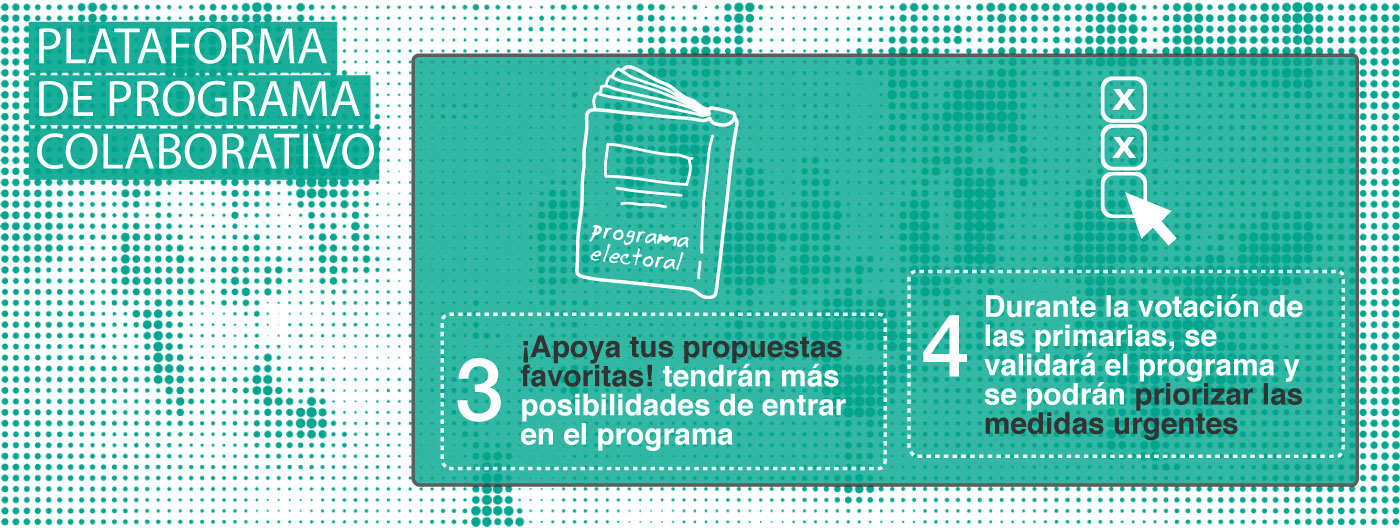 PLATAFORMA
DE PROGRAMA
COLABORATIVO
programa
electoral
3
¡Apoya tus propuestas
favoritas! tendrán más
posibilidades de entrar
en el programa
X
X
4
Durante la votación de
las primarias, se
validará el programa y
se podrán priorizar las
medidas urgentes